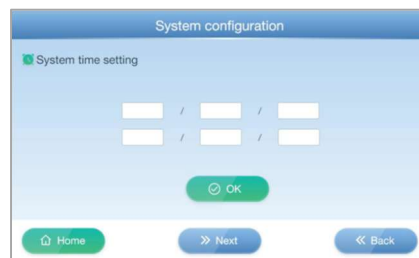 System configuration
System time setting
/ /
/ /
OK
Home Next Back